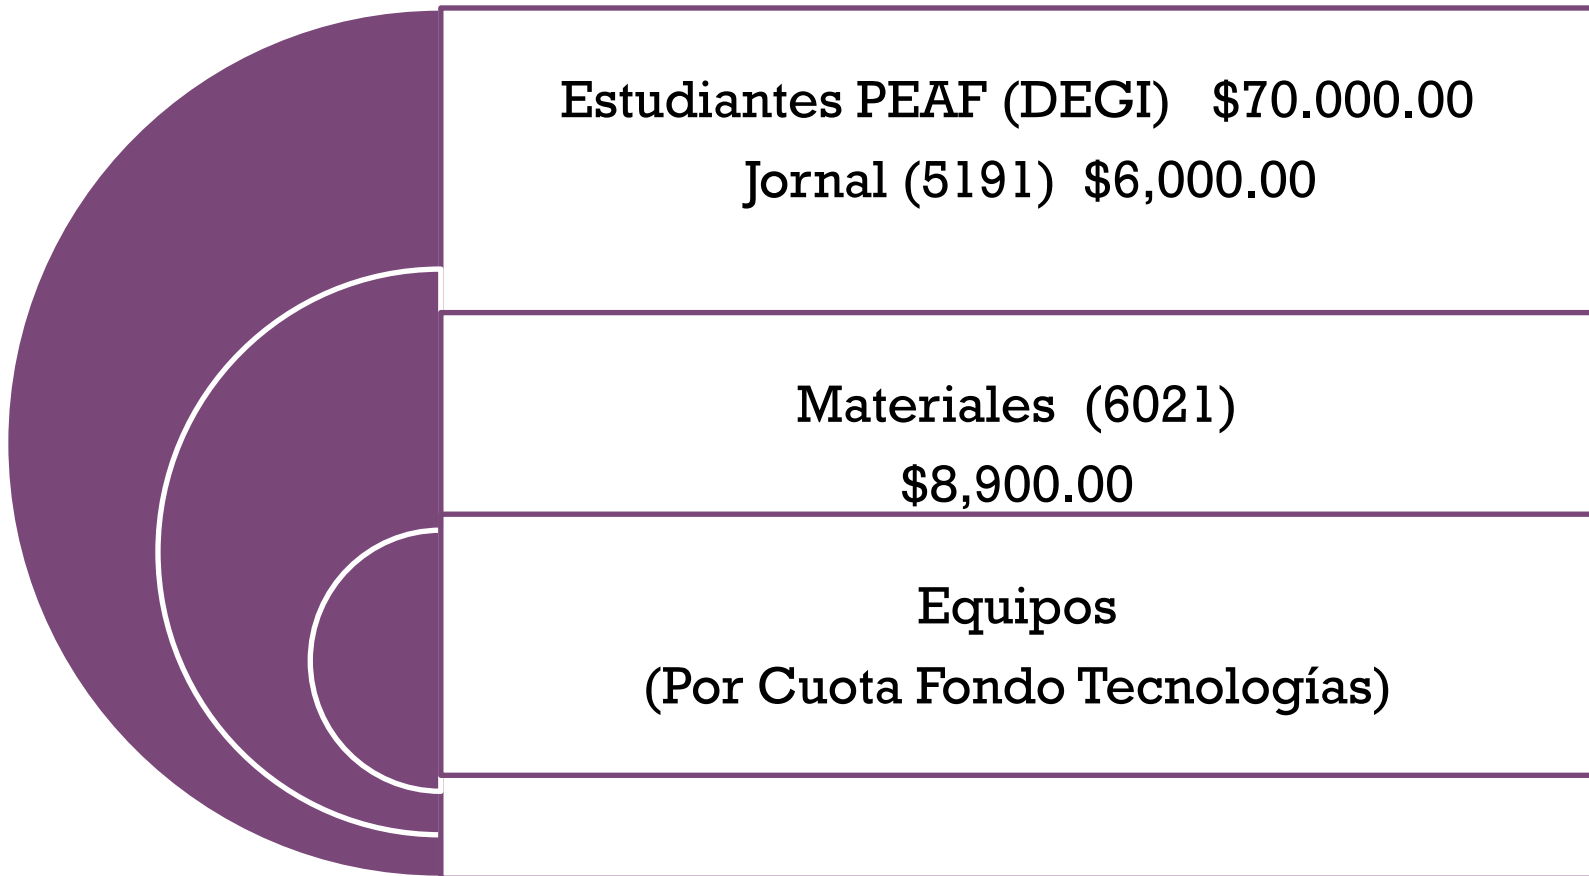 Estudiantes PEAF (DEGI) $70.000.00
Jornal (5191) $6,000.00
Materiales (6021)
$8,900.00
Equipos
(Por Cuota Fondo Tecnologías)